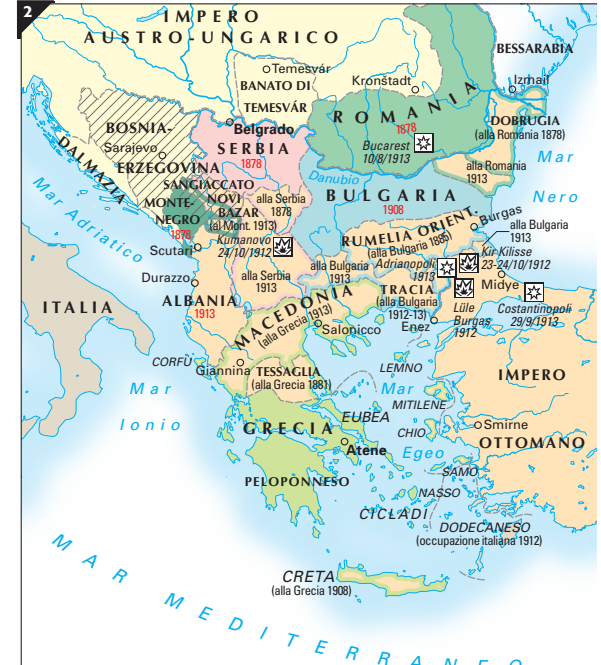 2
IMPERO
AUSTRO-UNGARICO
BESSARABIA
Temesvár
BANATO DI
TEMESVÁR
Kronštadt
Izmail
ROMANIA
1878
DOBRUGIA
(alla Romania 1878)
Bucarest
10/8/1913
alla Romania
1913
Mar
Nero
BOSNIA-
Sarajevo
ERZEGOVINA
DALMAZIA
Belgrado
SERBIA
1878
Danubio
BULGARIA
1908
SANGIACCATO
NOVI
BAZAR
(al Mont. 1913)
MONTE-
NEGRO
1878
alla Serbia
1878
Mar Adriatico
Scutari
Kumanovo
24/10/1912
RUMELIA ORIENT.
(alla Bulgaria 1885)
Burgas
alla Bulgaria
1913
Kir-Kilisse
23-24/10/1912
Adrianopoli
1913
Midye
alla Serbia
1913
alla Bulgaria
1913
Durazzo
ALBANIA
1913
ITALIA
MACEDONIA
(alla Grecia 1913)
Salonicco
TRACIA
(alla Bulgaria
1912-13)
Enez
Lüle
Burgas
1912
Costantinopoli
29/9/1913
CORFÙ
Giannina
TESSAGLIA
(alla Grecia 1881)
LEMNO
IMPERO
OTTOMANO
Mar
Ionio
Mar
Egeo
MITILENE
EUBEA
CHIO
Smirne
GRECIA
Atene
PELOPÒNNESO
SAMO
NASSO
CICLADI
DODECANESO
(occupazione italiana 1912)
CRETA
(alla Grecia 1908)
MAR MEDITERRANEO